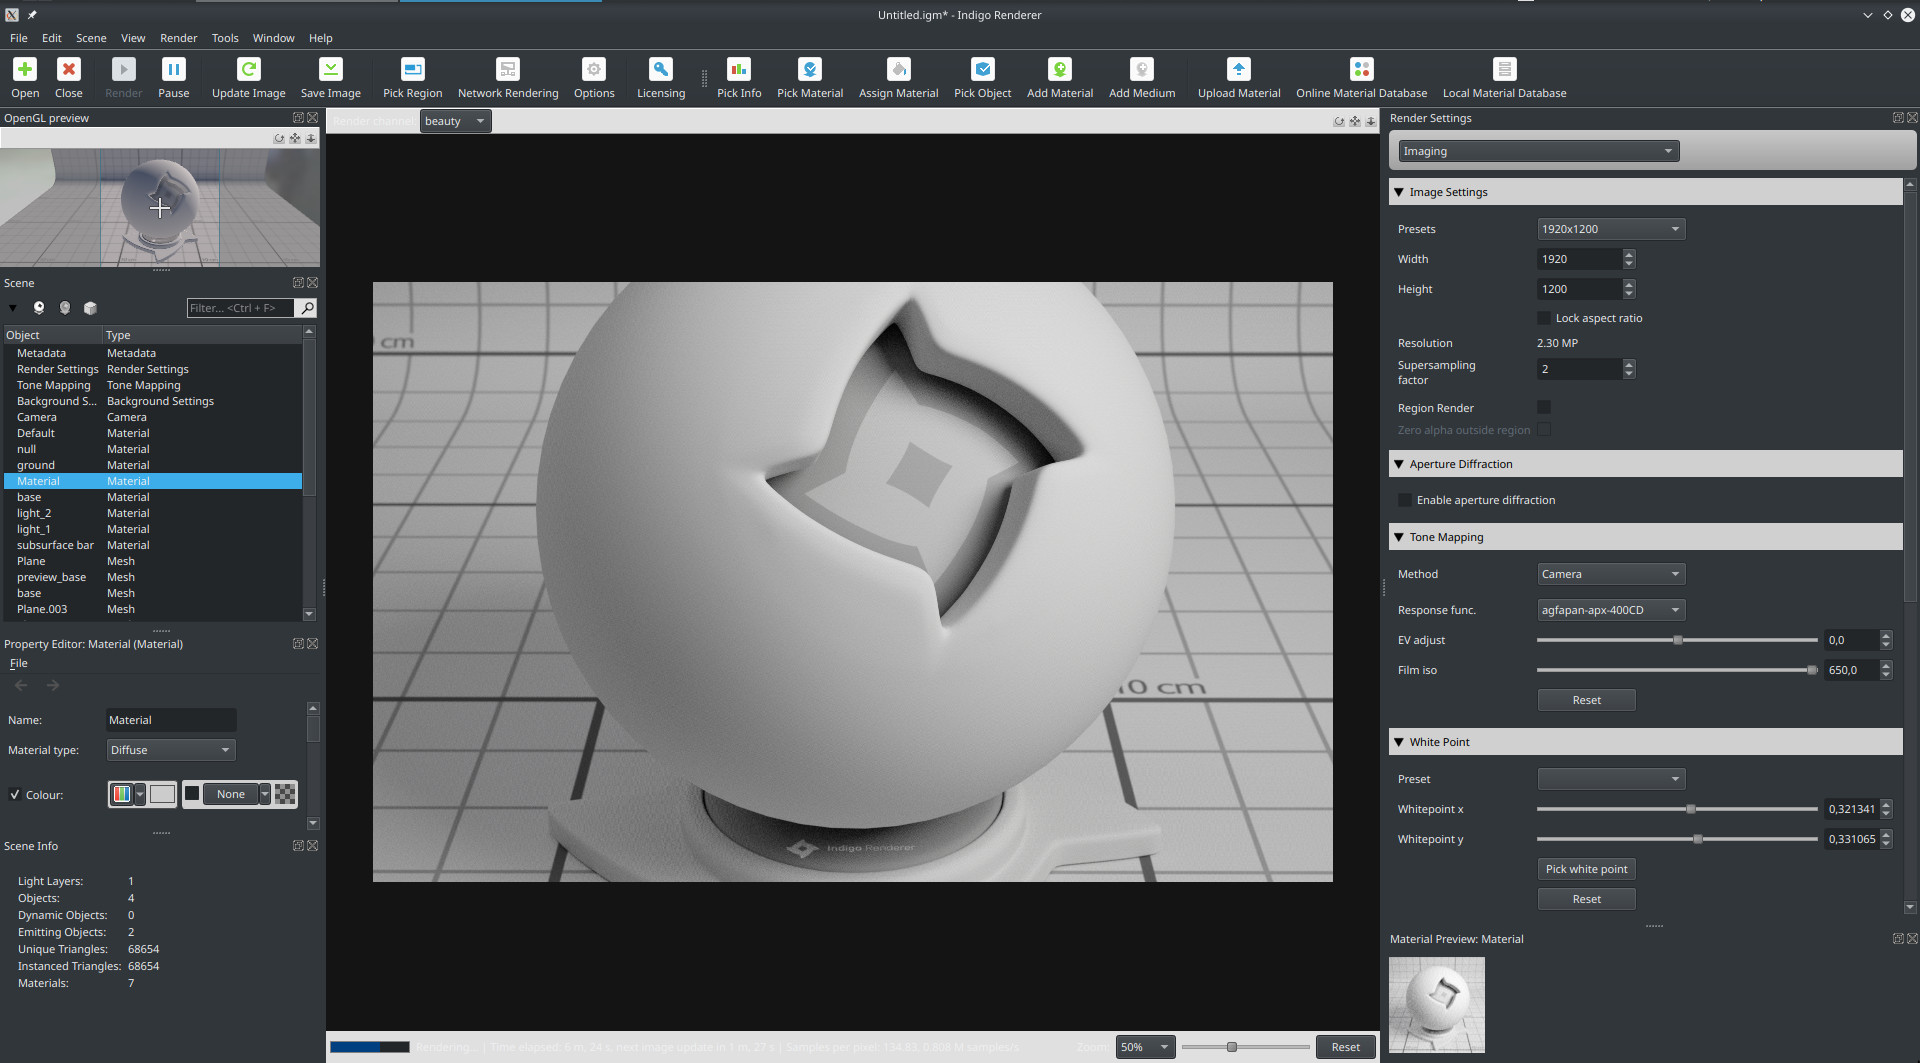 Untitled.igm* - Indigo Renderer
File Edit Scene View Render Tools Window Help
Open Close Render Pause Update Image Save Image Pick Region Network Rendering Options Licensing Pick Info Pick Material Assign Material Pick Object Add Material Add Medium Upload Material Online Material Database Local Material Database
OpenGL preview
Render channel: beauty
Scene
Filter... <Ctrl + F>
Object Type
Metadata Metadata
Render Settings Render Settings
Tone Mapping Tone Mapping
Background S... Background Settings
Camera Camera
Default Material
null Material
ground Material
Material Material
base Material
light_2 Material
light_1 Material
subsurface bar Material
Plane Mesh
preview_base Mesh
base Mesh
Plane.003 Mesh
Property Editor: Material (Material)
File
Name: Material
Material type: Diffuse
Colour: None
Scene Info
Light Layers: 1
Objects: 4
Dynamic Objects: 0
Emitting Objects: 2
Unique Triangles: 68654
Instanced Triangles: 68654
Materials: 7
cm
10 cm
Indigo Renderer
Rendering... | Time elapsed: 6 m, 24 s, next image update in 1 m, 27 s | Samples per pixel: 134.83, 0.808 M samples/s
Zoom: 50% Reset
Render Settings
Imaging
Image Settings
Presets 1920x1200
Width 1920
Height 1200
Lock aspect ratio
Resolution 2.30 MP
Supersampling
factor 2
Region Render
Zero alpha outside region
Aperture Diffraction
Enable aperture diffraction
Tone Mapping
Method Camera
Response func. agfapan-apx-400CD
EV adjust 0,0
Film iso 650,0
Reset
White Point
Preset
Whitepoint x 0,321341
Whitepoint y 0,331065
Pick white point
Reset
Material Preview: Material